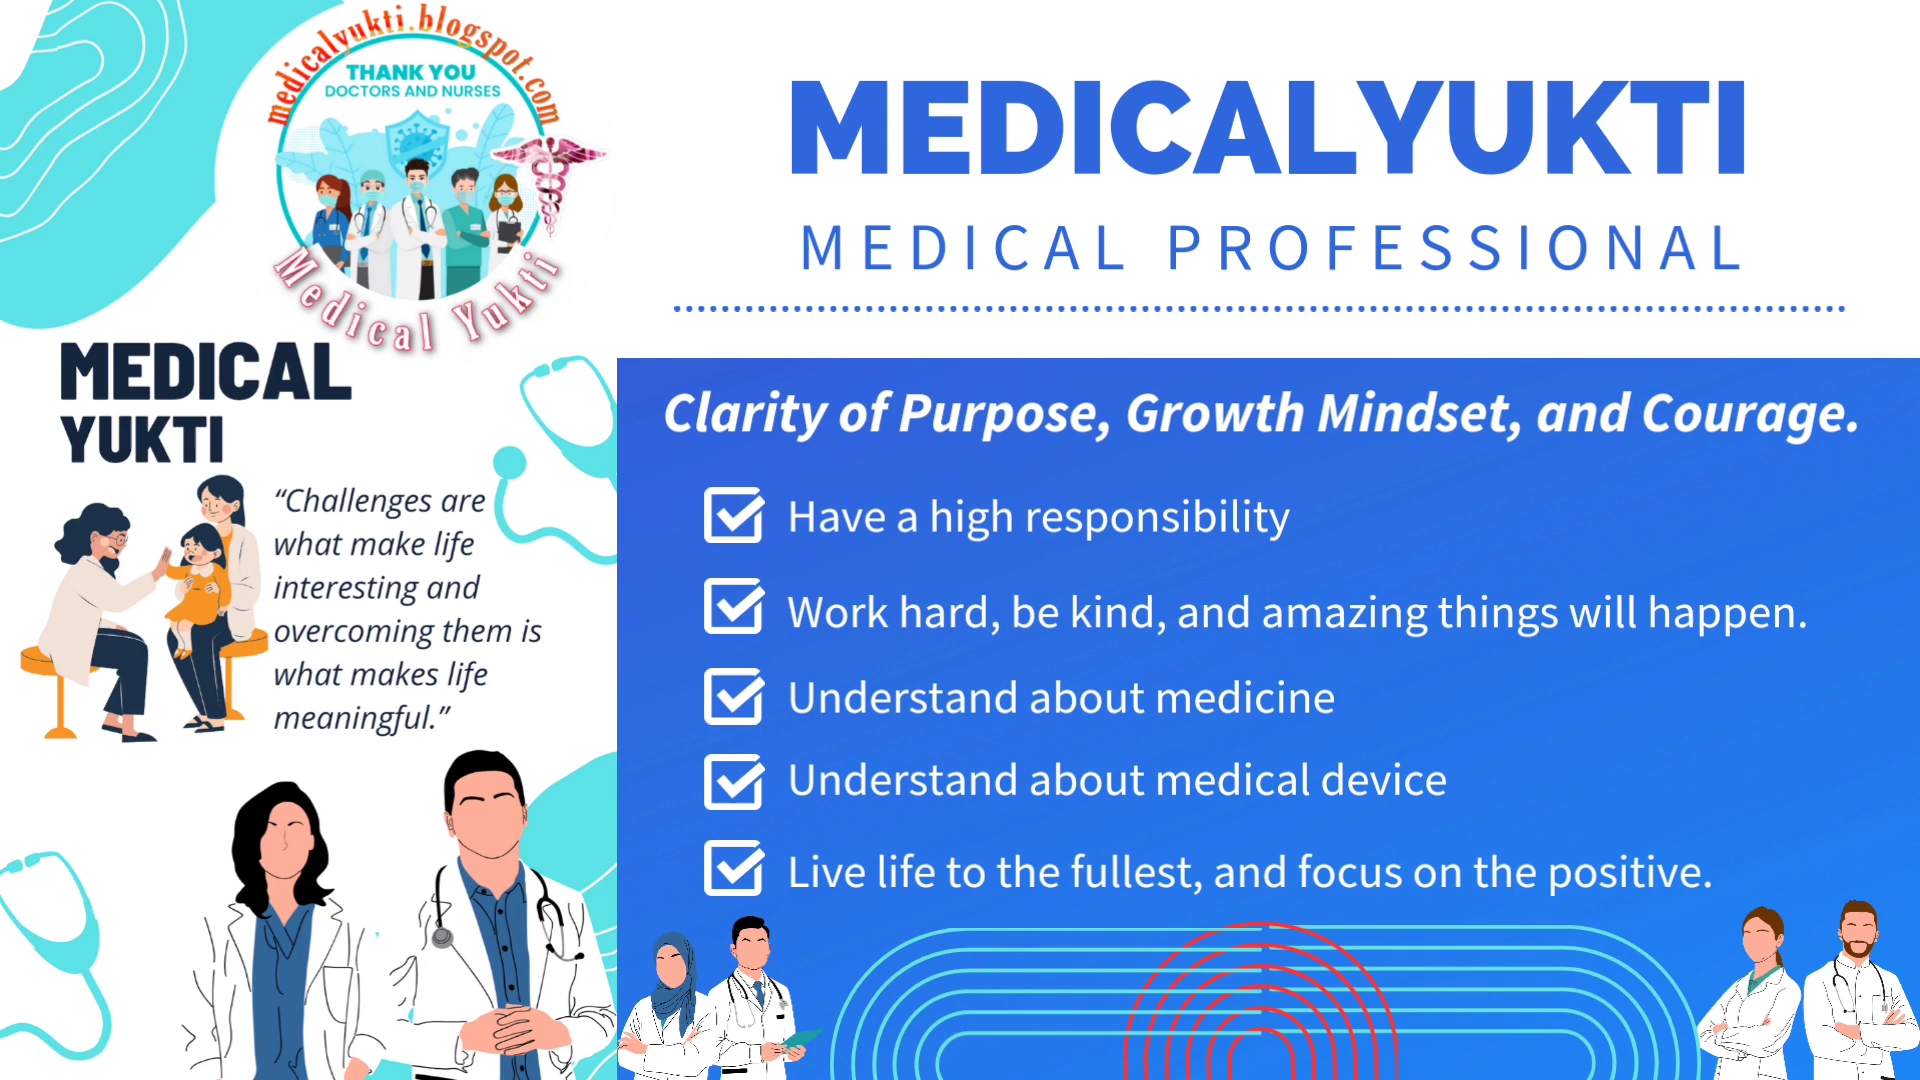 medicalyukti.blogspot.com
THANK YOU
DOCTORS AND NURSES
Medical Yukti
MEDICALYUKTI
MEDICAL PROFESSIONAL
MEDICAL
YUKTI
“Challenges are
what make life
interesting and
overcoming them is
what makes life
meaningful.”
Clarity of Purpose, Growth Mindset, and Courage.
Have a high responsibility
Work hard, be kind, and amazing things will happen.
Understand about medicine
Understand about medical device
Live life to the fullest, and focus on the positive.